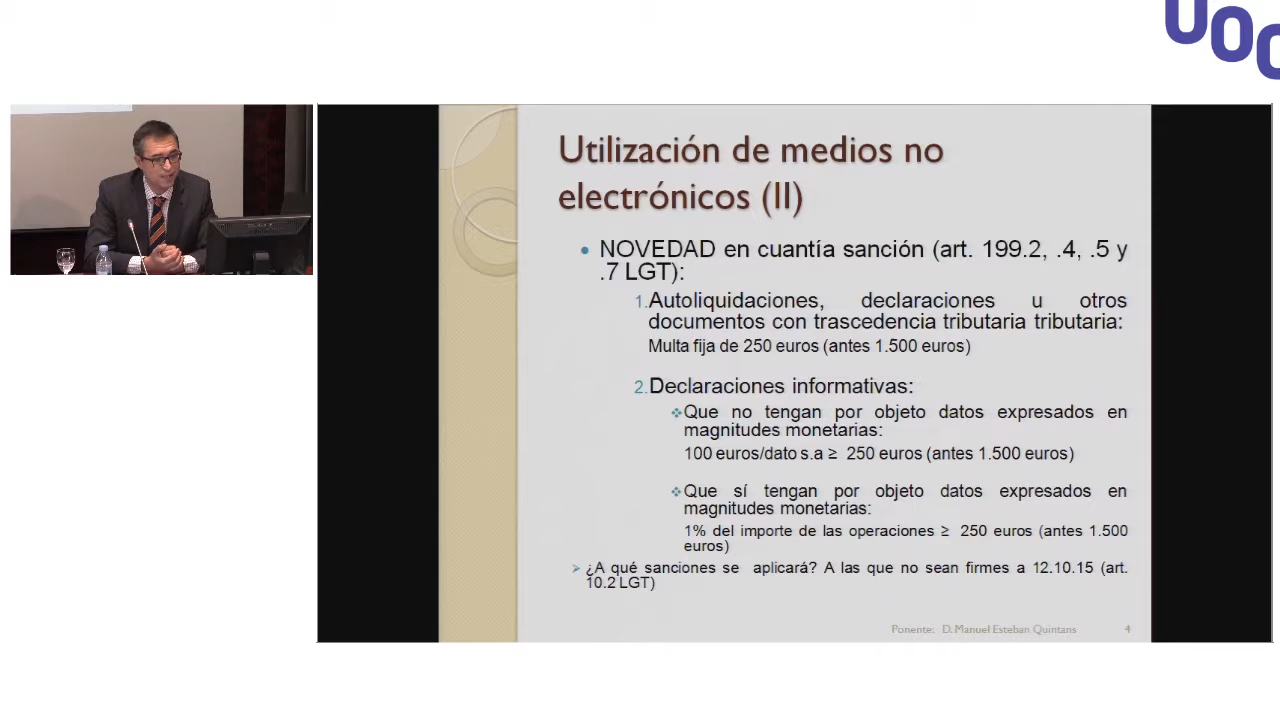 UOC
Utilización de medios no
electrónicos (II)
• NOVEDAD en cuantía sanción (art. 199.2, .4, .5 y
.7 LGT):
1.Autoliquidaciones, declaraciones u otros
documentos con trascedencia tributaria tributaria:
Multa fija de 250 euros (antes 1.500 euros)
2.Declaraciones informativas:
❖Que no tengan por objeto datos expresados en
magnitudes monetarias:
100 euros/dato s.a ≥ 250 euros (antes 1.500 euros)
❖Que sí tengan por objeto datos expresados en
magnitudes monetarias:
1% del importe de las operaciones ≥ 250 euros (antes 1.500
euros)
➢ ¿A qué sanciones se aplicará? A las que no sean firmes a 12.10.15 (art.
10.2 LGT)
Ponente: D. Manuel Esteban Quintans 4